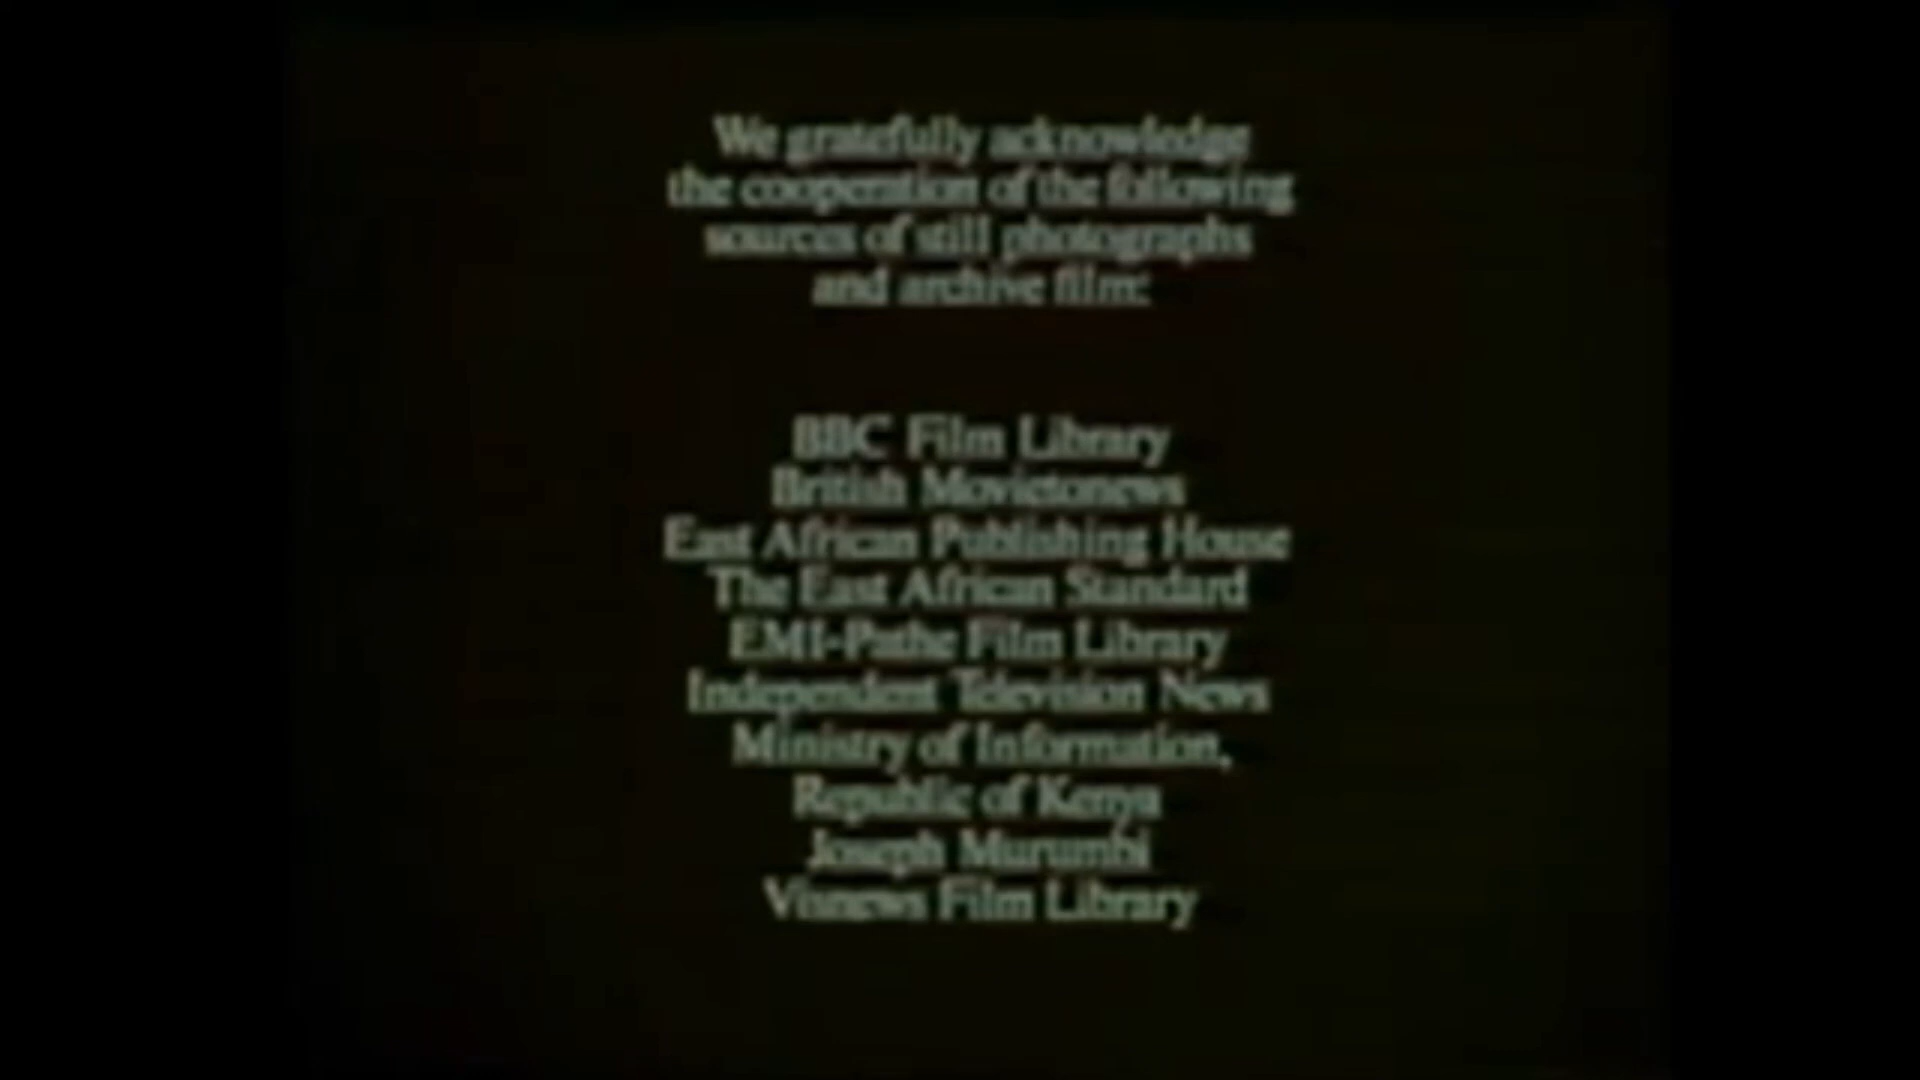 We gratefully acknowledge
the cooperation of the following
sources of still photographs
and archive film:
BBC Film Library
British Movietonews
East African Publishing House
The East African Standard
EMI-Pathe Film Library
Independent Television News
Ministry of Information,
Republic of Kenya
Joseph Murumbi
Visnews Film Library